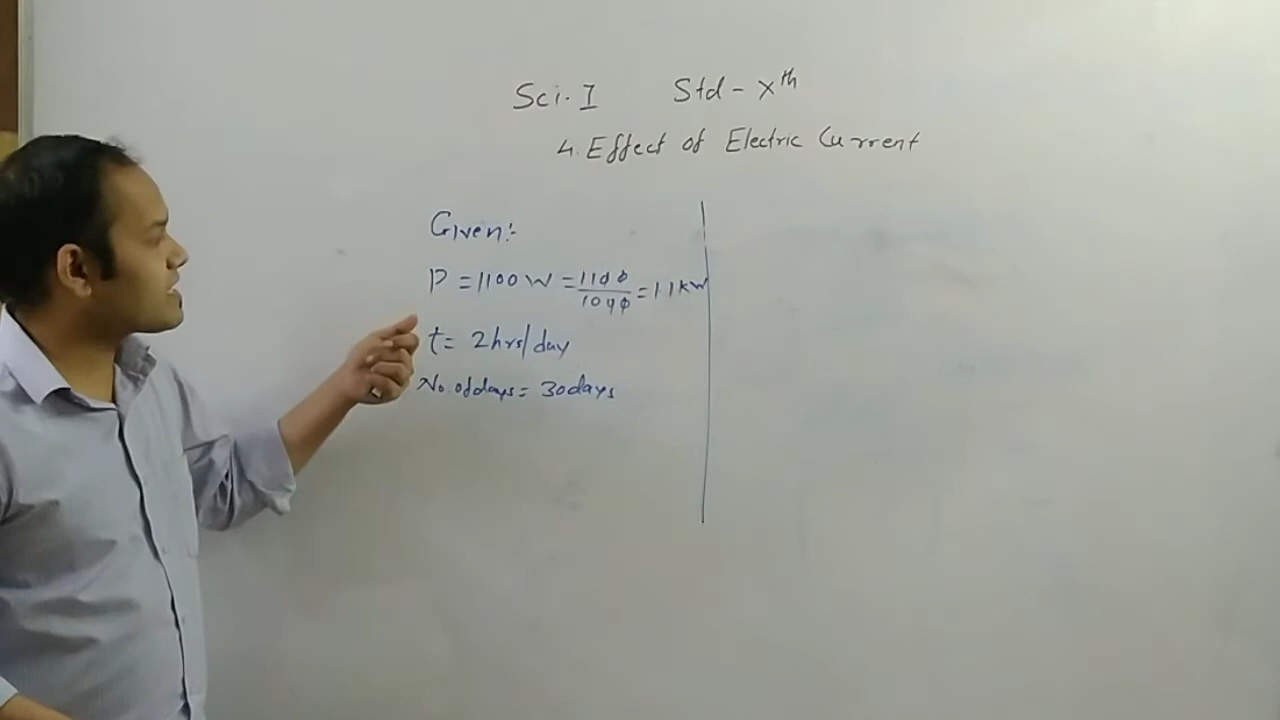 Sci. I Std - Xth
4. Effect of Electric Current
Given:-
P = 1100 W = 1100/1000 = 1.1 kW
t = 2 hrs/day
No. of days = 30 days